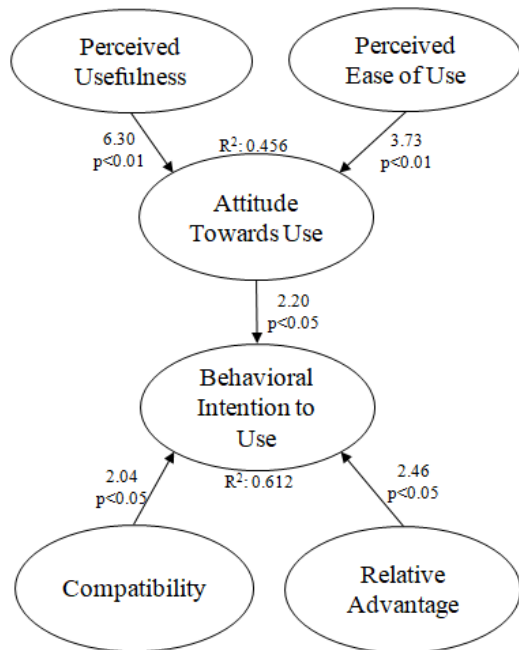 Perceived
Usefulness
Perceived
Ease of Use
6.30
p<0.01
R²: 0.456
3.73
p<0.01
Attitude
Towards Use
2.20
p<0.05
Behavioral
Intention to
Use
2.04
p<0.05
R²: 0.612
2.46
p<0.05
Compatibility
Relative
Advantage